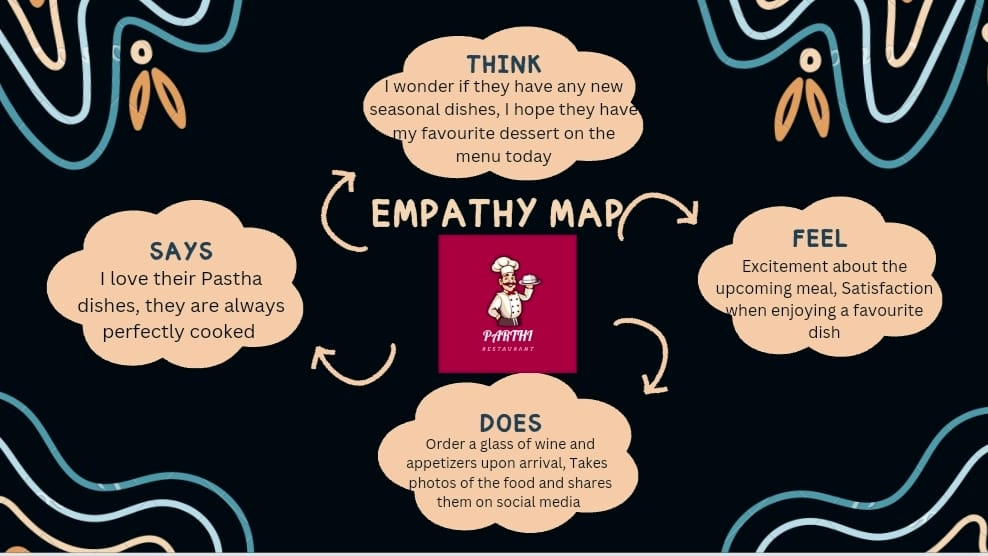 THINK
I wonder if they have any new
seasonal dishes, I hope they have
my favourite dessert on the
menu today
EMPATHY MAP
SAYS
I love their Pastha
dishes, they are always
perfectly cooked
FEEL
Excitement about the
upcoming meal, Satisfaction
when enjoying a favourite
dish
PARTHI
RESTAURANT
DOES
Order a glass of wine and
appetizers upon arrival, Takes
photos of the food and shares
them on social media